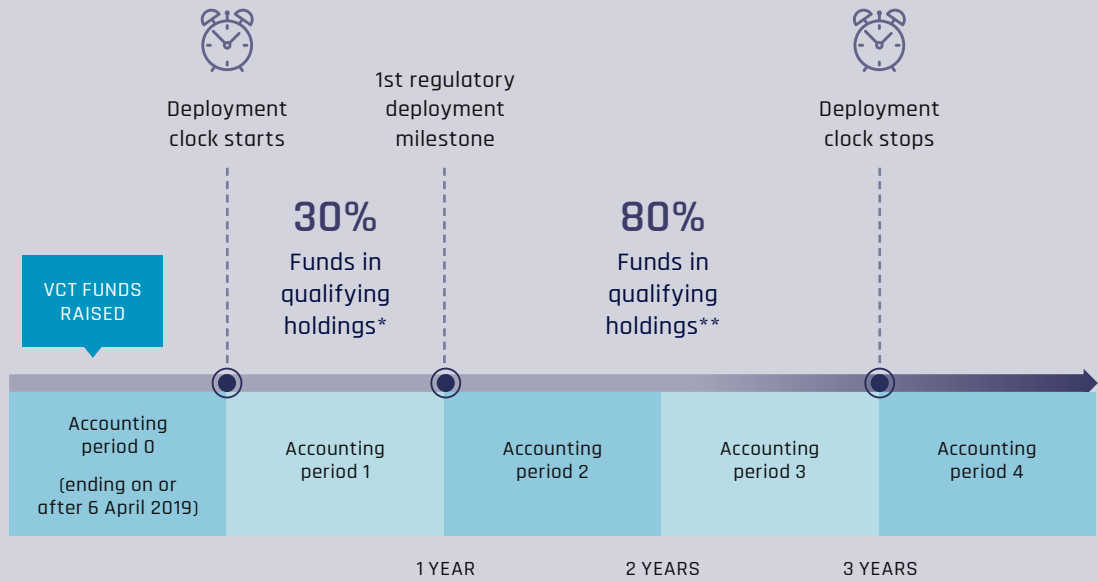 Deployment
clock starts
1st regulatory
deployment
milestone
Deployment
clock stops
30%
Funds in
qualifying
holdings*
80%
Funds in
qualifying
holdings**
VCT FUNDS
RAISED
Accounting
period 0
(ending on or
after 6 April 2019)
Accounting
period 1
Accounting
period 2
Accounting
period 3
Accounting
period 4
1 YEAR
2 YEARS
3 YEARS